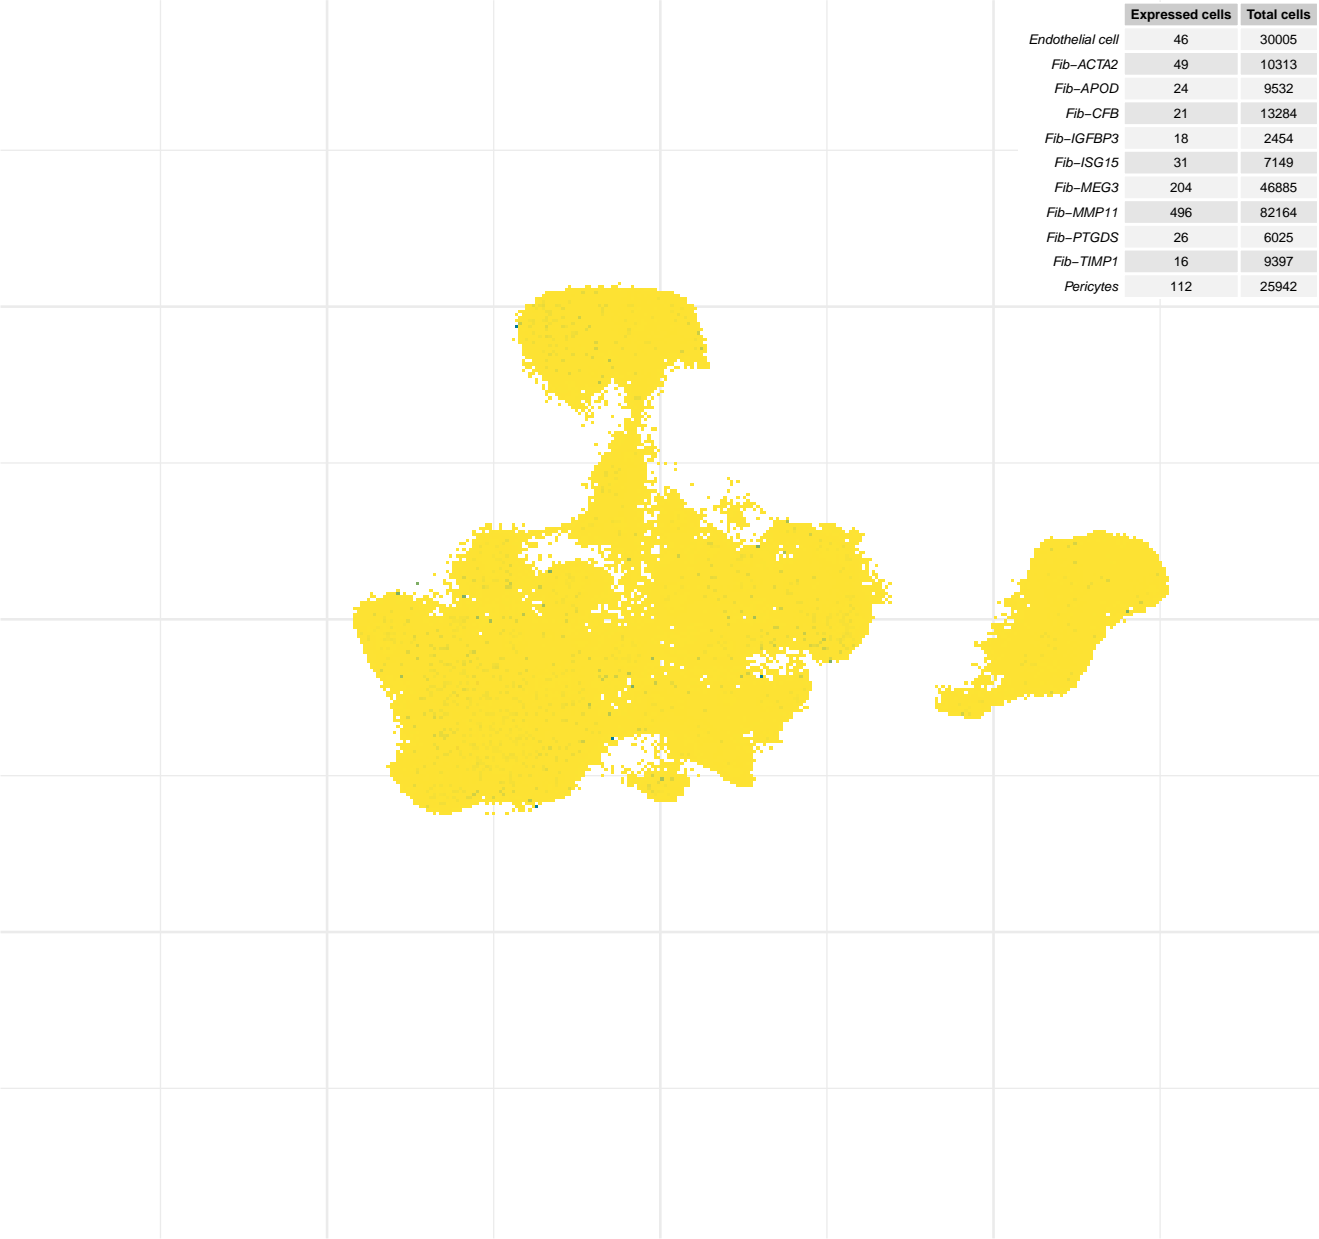 Expressed cells Total cells
Endothelial cell 46 30005
Fib−ACTA2 49 10313
Fib−APOD 24 9532
Fib−CFB 21 13284
Fib−IGFBP3 18 2454
Fib−ISG15 31 7149
Fib−MEG3 204 46885
Fib−MMP11 496 82164
Fib−PTGDS 26 6025
Fib−TIMP1 16 9397
Pericytes 112 25942